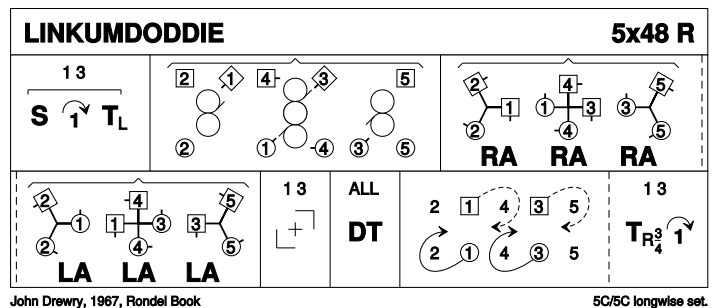 LINKUMDODDIE 5x48 R
1 3
S 1 TL
2 1 4 3 5
2 1 4 3 5
2 1 2
1 4 3 4
5 3 5
RA RA RA
2 1 2
4 1 3 4
5 3 5
LA LA LA
1 3
ALL
DT
2 1 4 3 5
2 1 4 3 5
1 3
TR 3/4 1
John Drewry, 1967, Rondel Book 5C/5C longwise set.